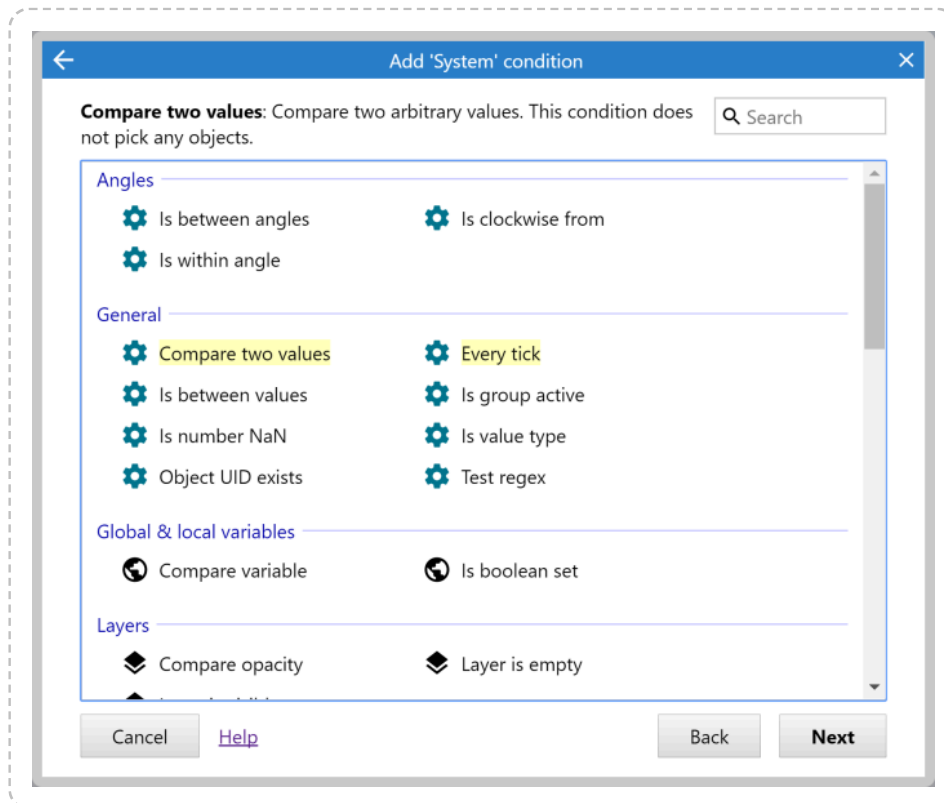 Add 'System' condition
Compare two values: Compare two arbitrary values. This condition does
not pick any objects.
Search
Angles
Is between angles
Is clockwise from
Is within angle
General
Compare two values
Every tick
Is between values
Is group active
Is number NaN
Is value type
Object UID exists
Test regex
Global & local variables
Compare variable
Is boolean set
Layers
Compare opacity
Layer is empty
Cancel
Help
Back
Next